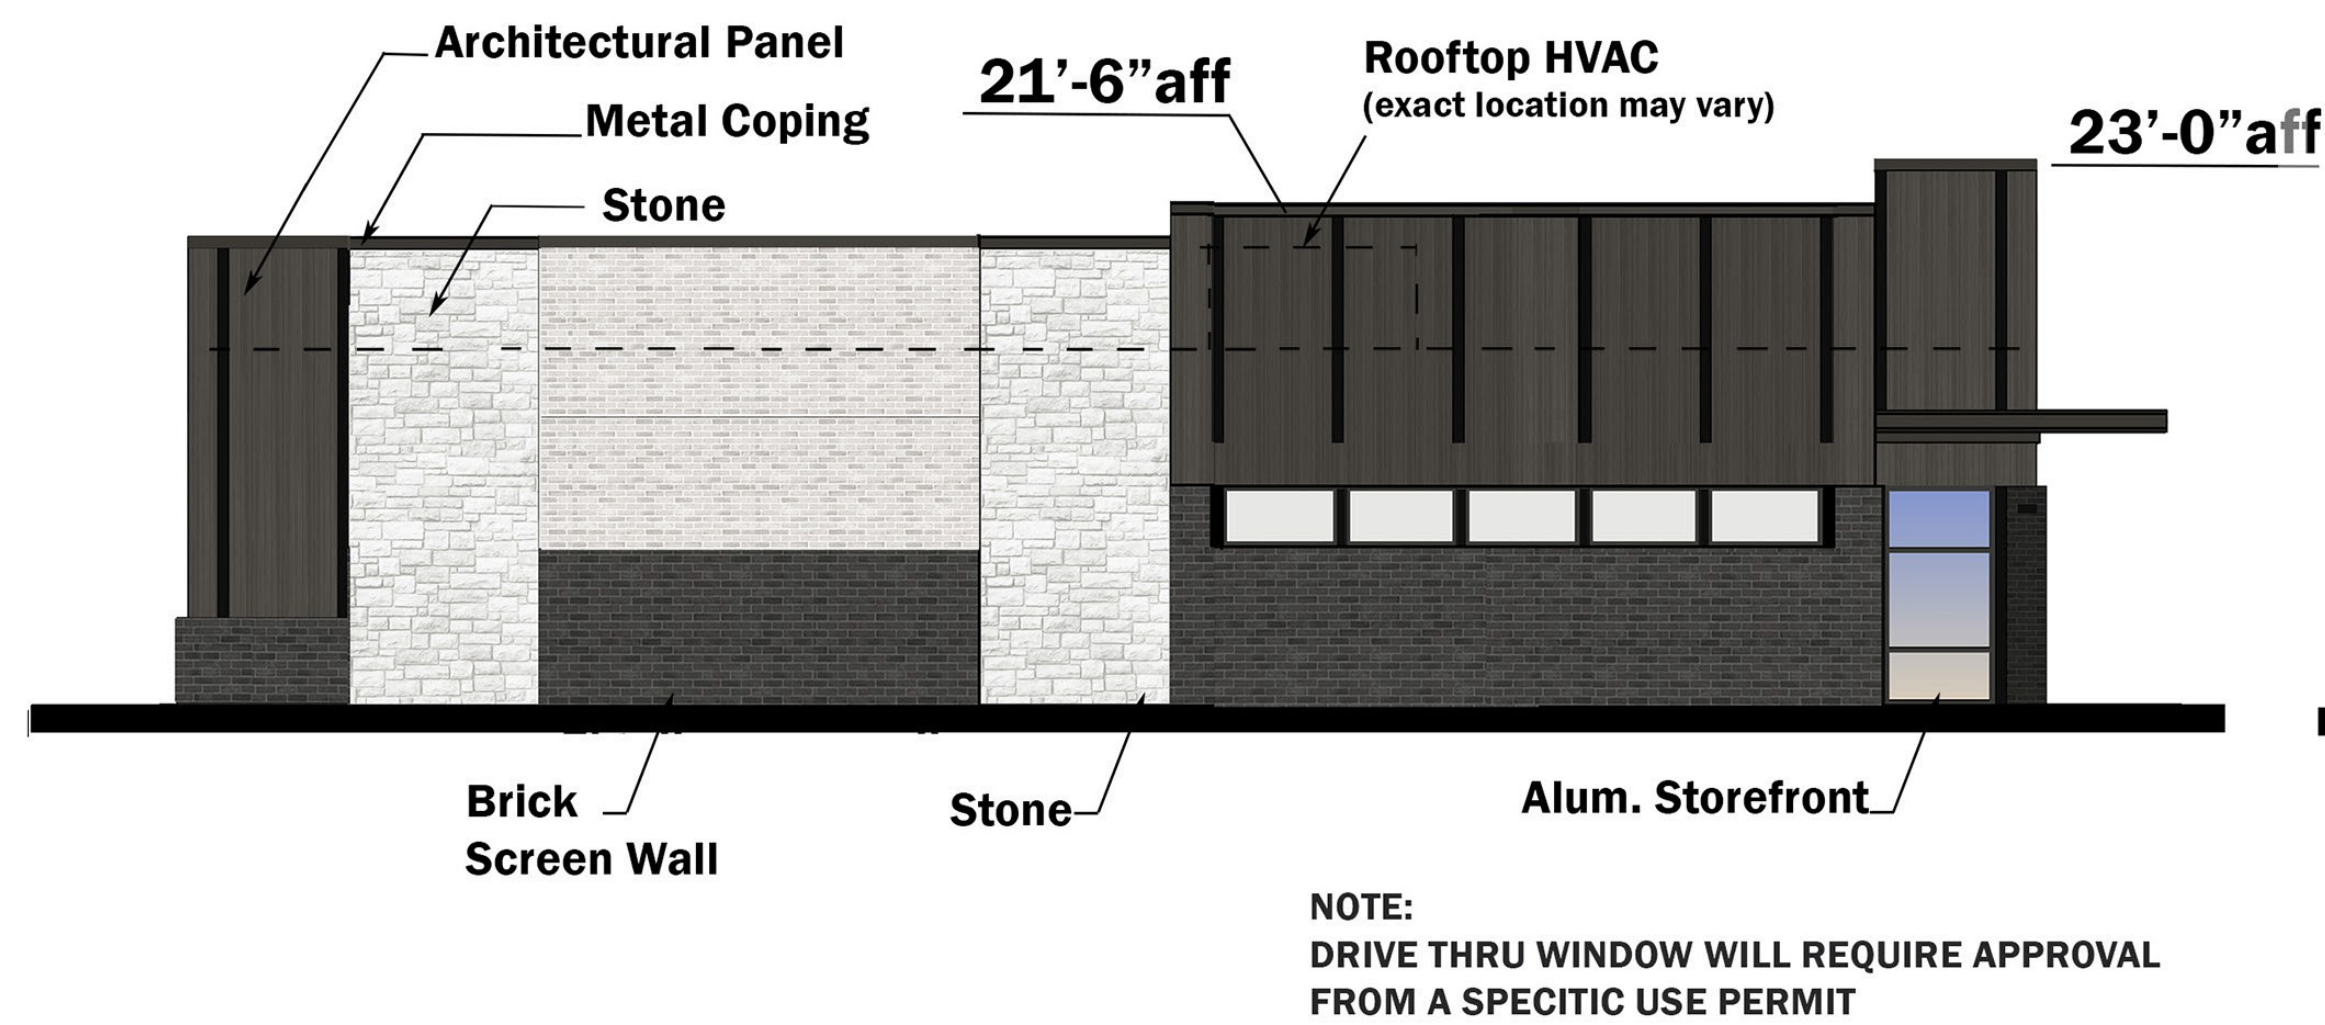 Architectural Panel
Metal Coping
Stone
21’-6”aff
Rooftop HVAC
(exact location may vary)
23’-0”aff
Brick
Screen Wall
Stone
Alum. Storefront
NOTE:
DRIVE THRU WINDOW WILL REQUIRE APPROVAL
FROM A SPECITIC USE PERMIT